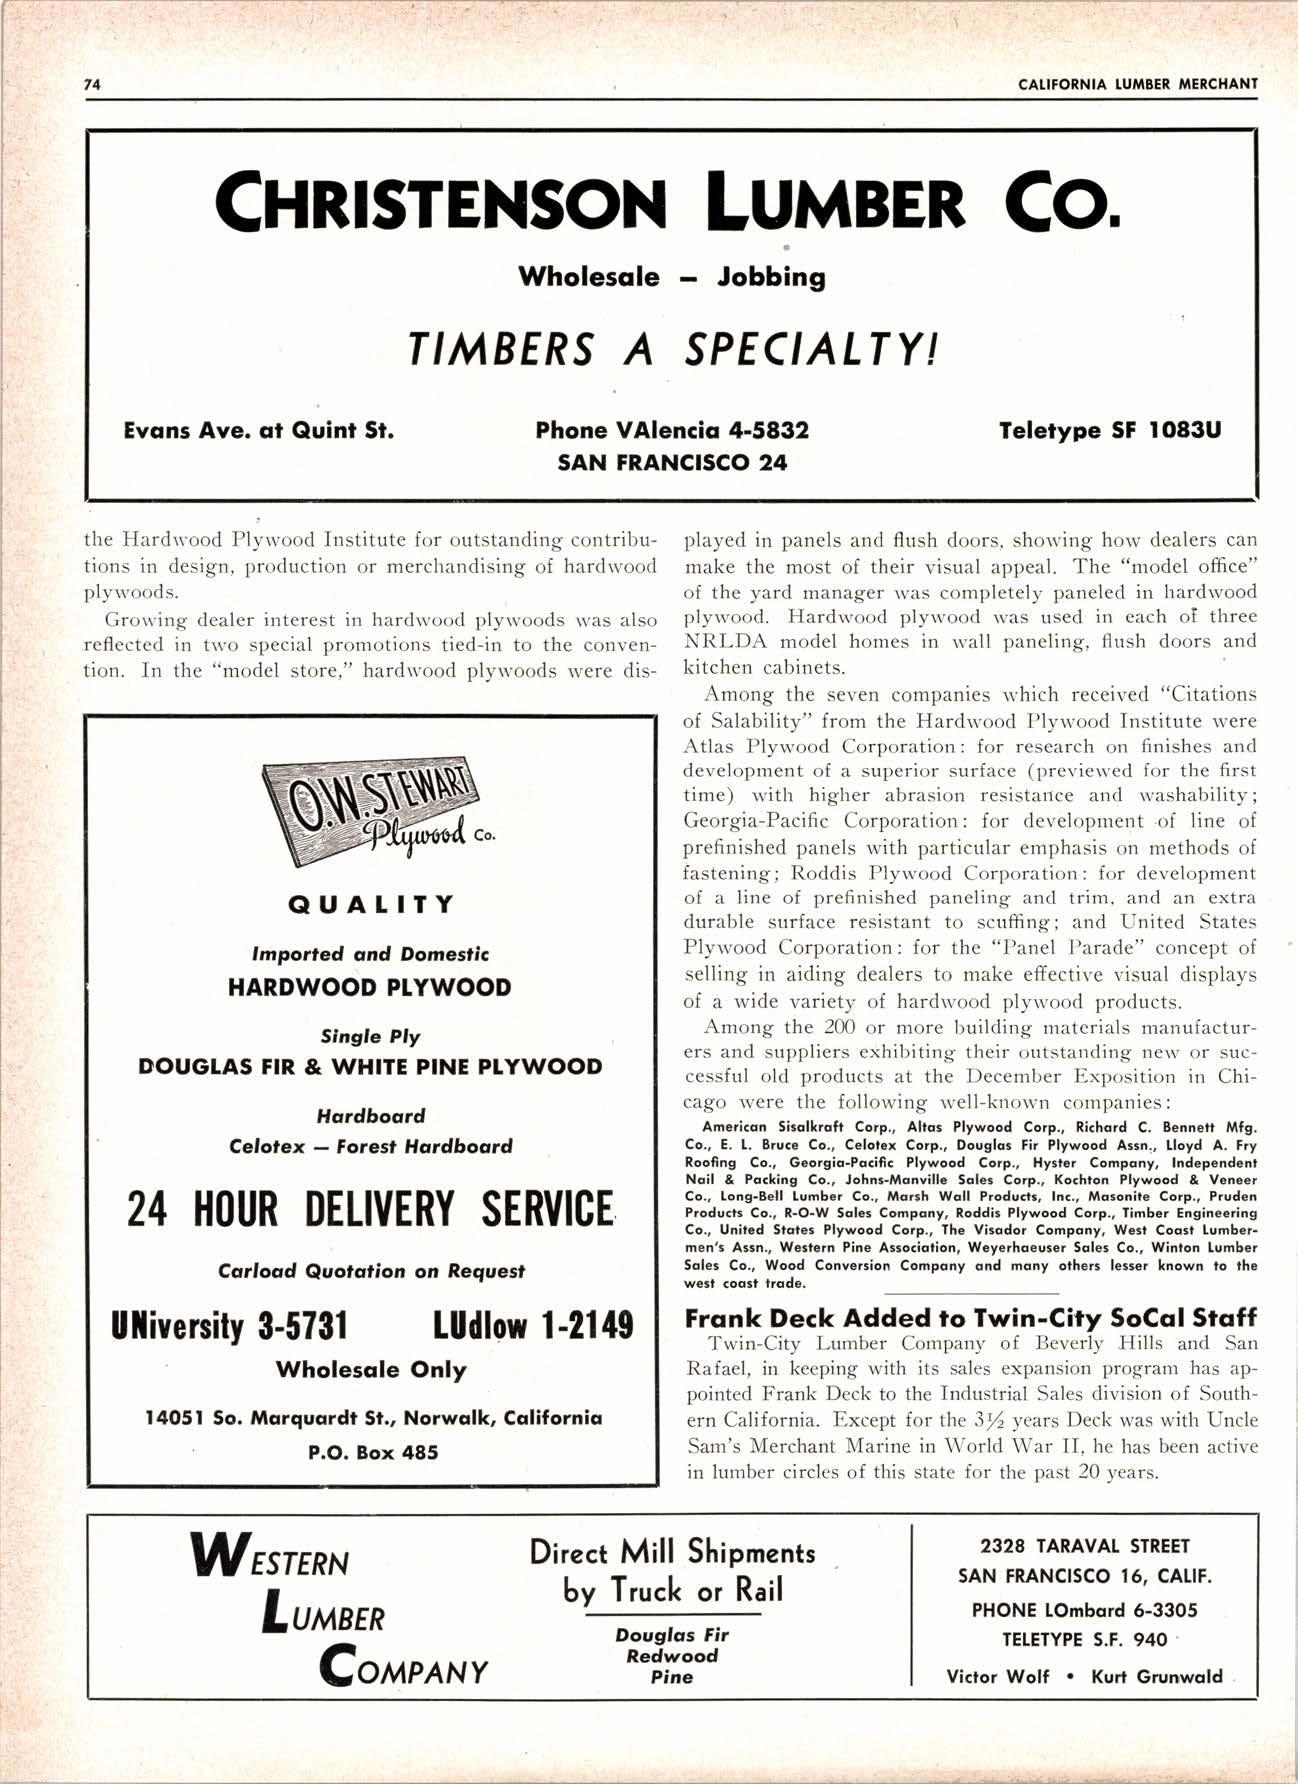 74
CALIFORNIA LUMBER MERCHANT
CHRISTENSON LUMBER CO.
Wholesale – Jobbing
TIMBERS A SPECIALTY!
Evans Ave. at Quint St.
Phone VAlencia 4-5832
Teletype SF 1083U
SAN FRANCISCO 24
the Hardwood Plywood Institute for outstanding contribu-
tions in design, production or merchandising of hardwood
plywoods.
Growing dealer interest in hardwood plywoods was also
reflected in two special promotions tied-in to the conven-
tion. In the “model store,” hardwood plywoods were dis-
O.W. STEWART
Plywood Co.
QUALITY
Imported and Domestic
HARDWOOD PLYWOOD
Single Ply
DOUGLAS FIR & WHITE PINE PLYWOOD
Hardboard
Celotex – Forest Hardboard
24 HOUR DELIVERY SERVICE
Carload Quotation on Request
UNiversity 3-5731 LUdlow 1-2149
Wholesale Only
14051 So. Marquardt St., Norwalk, California
P.O. Box 485
played in panels and flush doors, showing how dealers can
make the most of their visual appeal. The “model office”
of the yard manager was completely paneled in hardwood
plywood. Hardwood plywood was used in each of three
NRLDA model homes in wall paneling, flush doors and
kitchen cabinets.
Among the seven companies which received “Citations
of Salability” from the Hardwood Plywood Institute were
Atlas Plywood Corporation: for research on finishes and
development of a superior surface (previewed for the first
time) with higher abrasion resistance and washability;
Georgia-Pacific Corporation: for development of line of
prefinished panels with particular emphasis on methods of
fastening; Roddis Plywood Corporation: for development
of a line of prefinished paneling and trim, and an extra
durable surface resistant to scuffing; and United States
Plywood Corporation: for the “Panel Parade” concept of
selling in aiding dealers to make effective visual displays
of a wide variety of hardwood plywood products.
Among the 200 or more building materials manufactur-
ers and suppliers exhibiting their outstanding new or suc-
cessful old products at the December Exposition in Chi-
cago were the following well-known companies:
American Sisalkraft Corp., Altas Plywood Corp., Richard C. Bennett Mfg.
Co., E. L. Bruce Co., Celotex Corp., Douglas Fir Plywood Assn., Lloyd A. Fry
Roofing Co., Georgia-Pacific Plywood Corp., Hyster Company, Independent
Nail & Packing Co., Johns-Manville Sales Corp., Kochton Plywood & Veneer
Co., Long-Bell Lumber Co., Marsh Wall Products, Inc., Masonite Corp., Pruden
Products Co., R-O-W Sales Company, Roddis Plywood Corp., Timber Engineering
Co., United States Plywood Corp., The Visador Company, West Coast Lumber-
men's Assn., Western Pine Association, Weyerhaeuser Sales Co., Winton Lumber
Sales Co., Wood Conversion Company and many others lesser known to the
west coast trade.
Frank Deck Added to Twin-City SoCal Staff
Twin-City Lumber Company of Beverly Hills and San
Rafael, in keeping with its sales expansion program has ap-
pointed Frank Deck to the Industrial Sales division of South-
ern California. Except for the 3½ years Deck was with Uncle
Sam's Merchant Marine in World War II, he has been active
in lumber circles of this state for the past 20 years.
WESTERN
LUMBER
COMPANY
Direct Mill Shipments
by Truck or Rail
Douglas Fir
Redwood
Pine
2328 TARAVAL STREET
SAN FRANCISCO 16, CALIF.
PHONE LOmbard 6-3305
TELETYPE S.F. 940
Victor Wolf • Kurt Grunwald